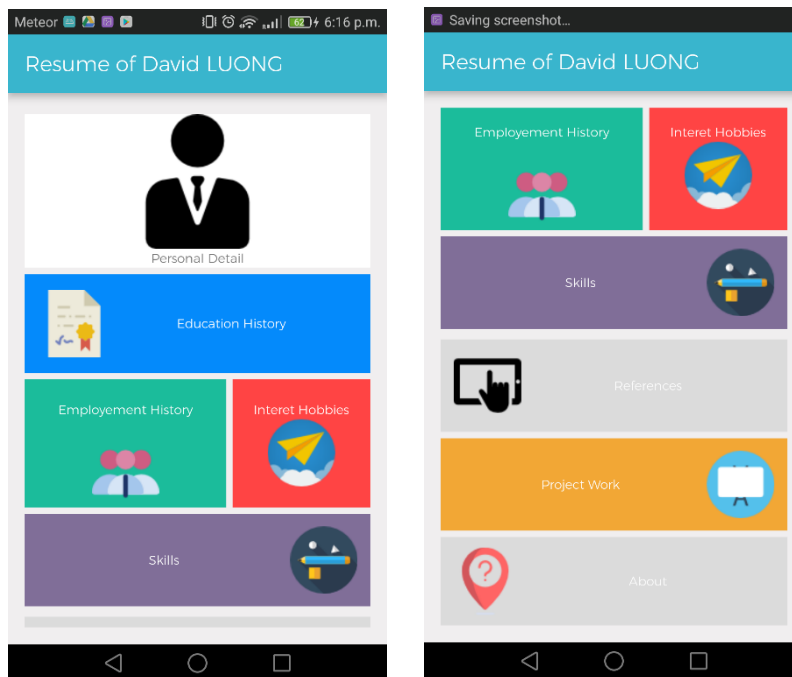 Meteor 62 6:16 p.m.
Resume of David LUONG
Personal Detail
Education History
Employement History
Interet Hobbies
Skills
Saving screenshot...
Resume of David LUONG
Employement History
Interet Hobbies
Skills
References
Project Work
?
About